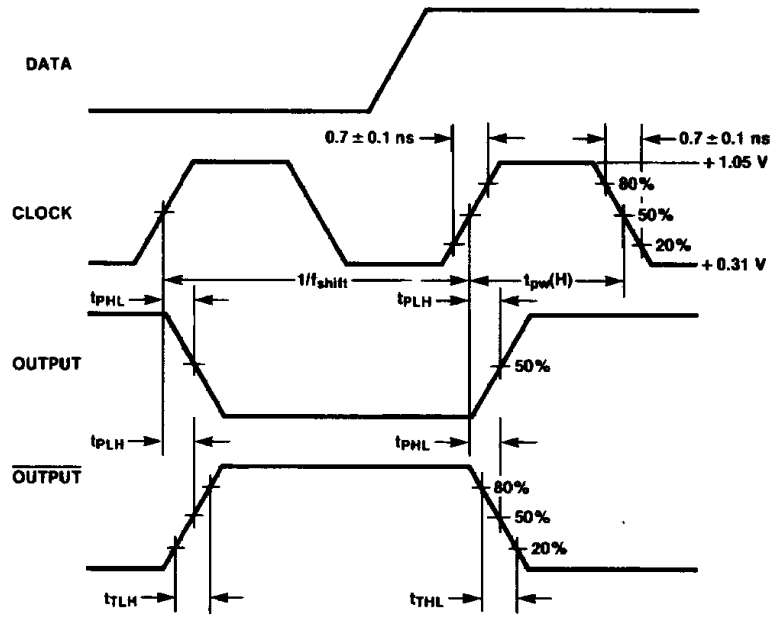 DATA
0.7 ± 0.1 ns
0.7 ± 0.1 ns
+ 1.05 V
80%
CLOCK
50%
20%
+ 0.31 V
1/fshift
tpw(H)
tPHL
tPLH
OUTPUT
50%
tPLH
tPHL
OUTPUT
80%
50%
20%
tTLH
tTHL